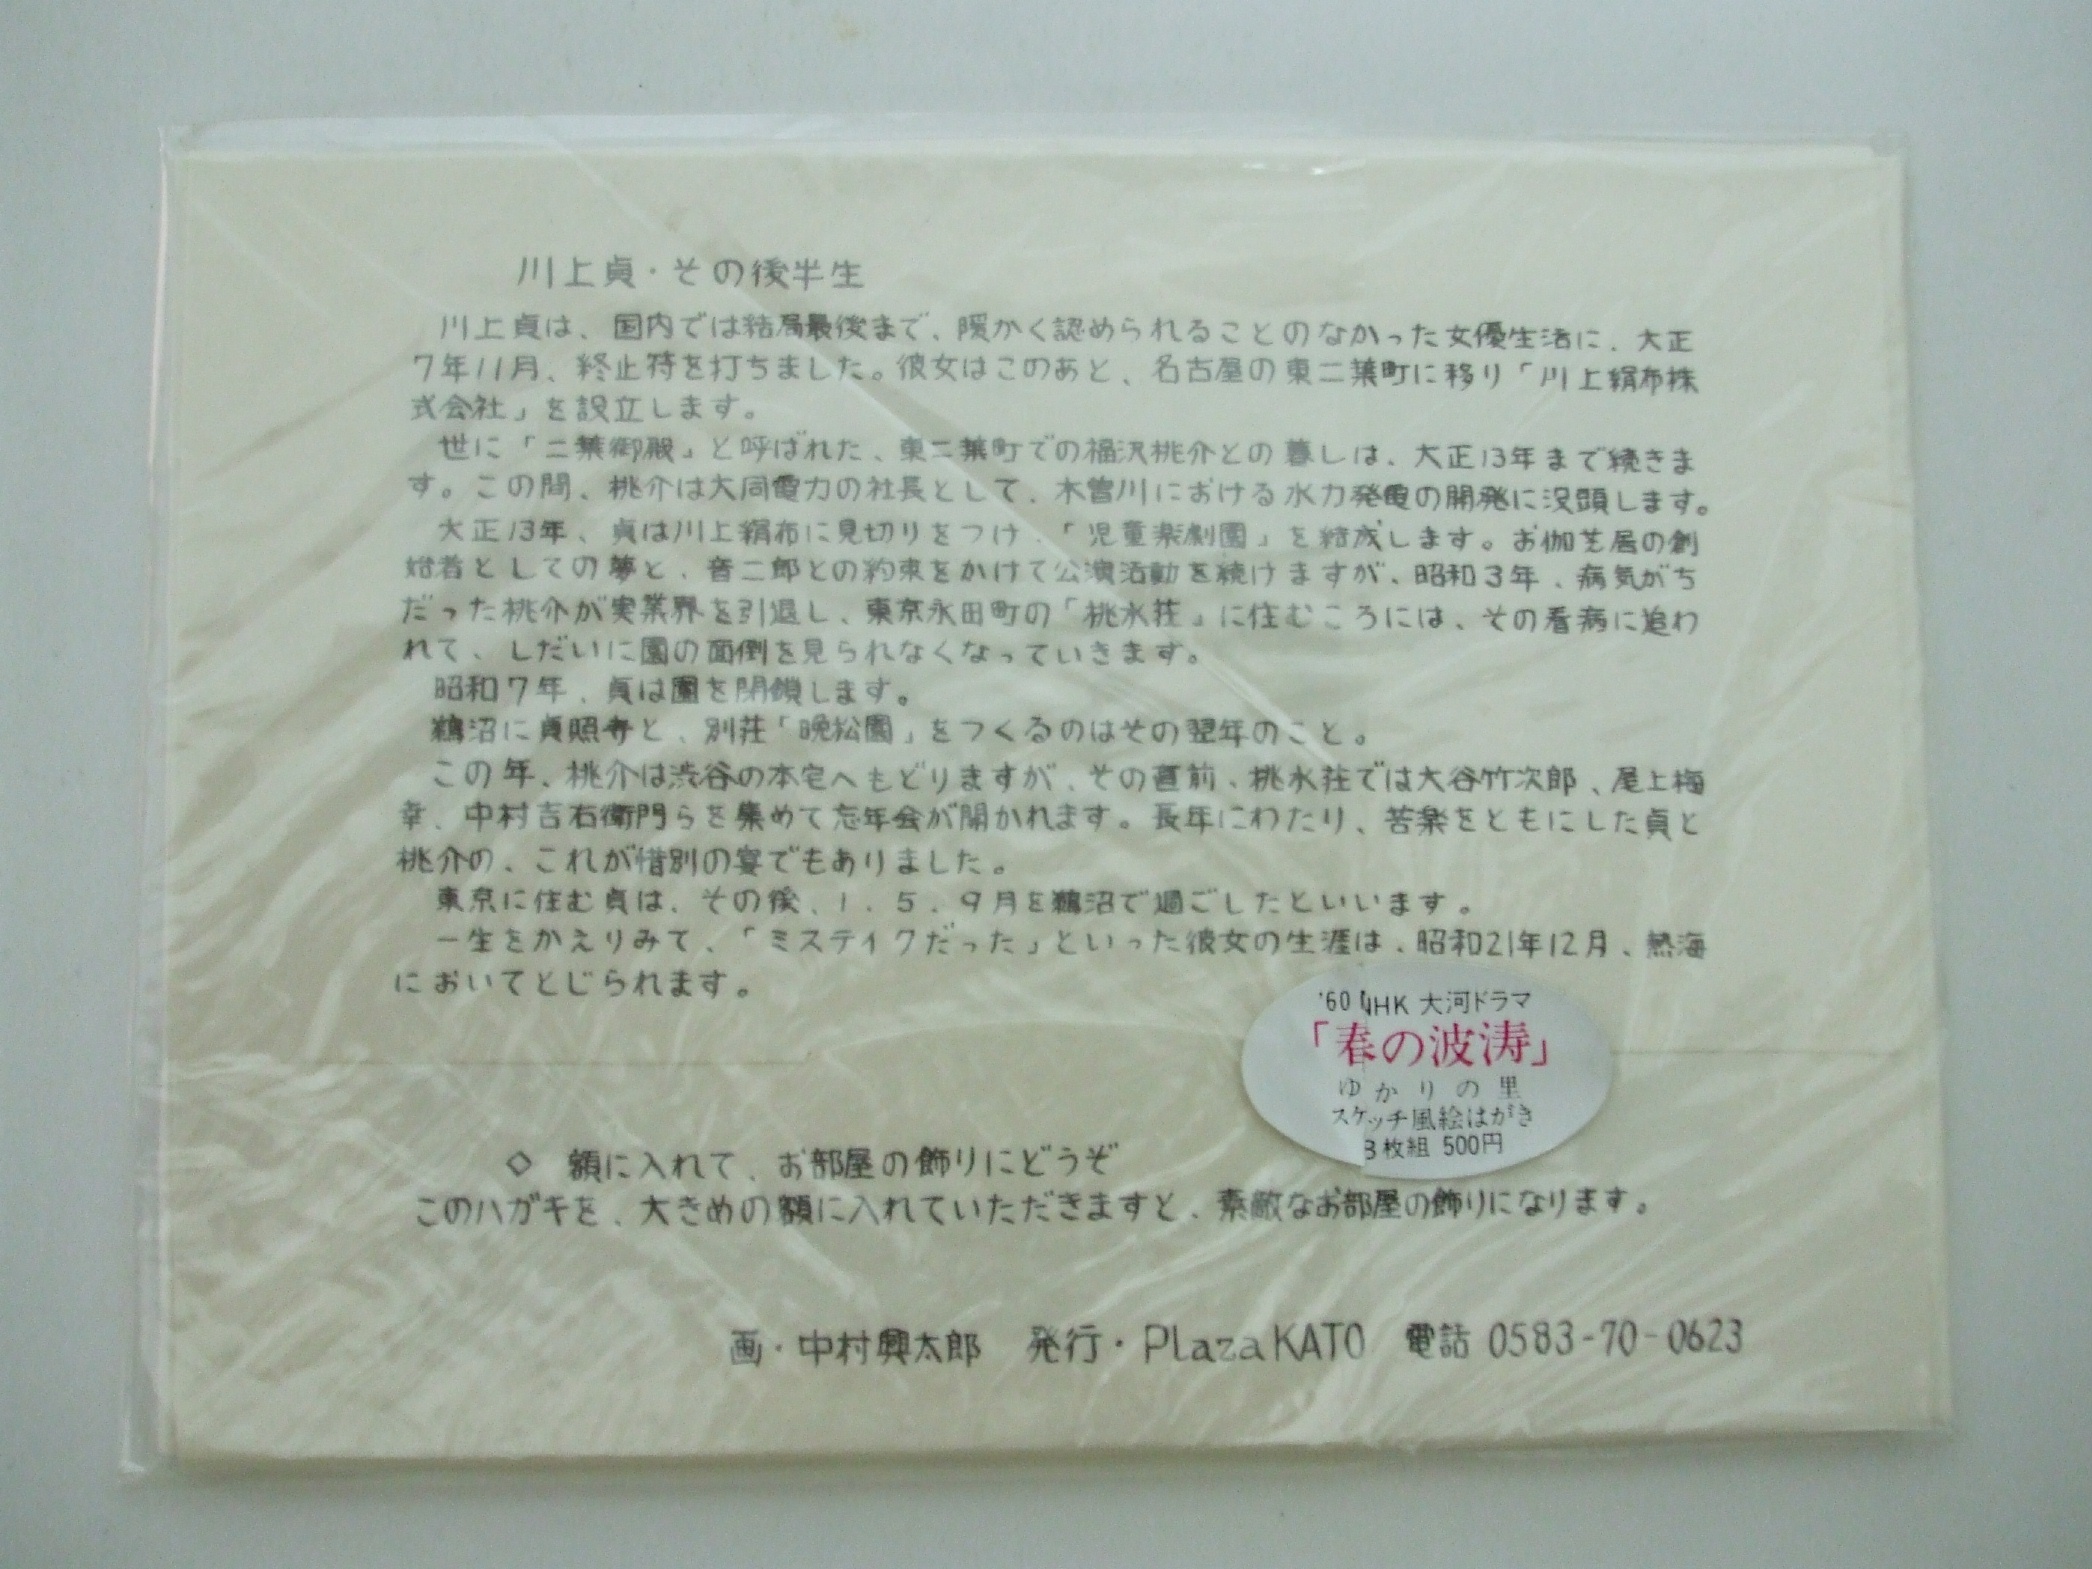 川上貞・その後半生
川上貞は、国内では結局最後まで、暖かく認められることのなかった女優生活に、大正
7年11月、終止符を打ちました。彼女はこのあと、名古屋の東二葉町に移り「川上絹布株
式会社」を設立します。
世に「二葉御殿」と呼ばれた、東二葉町での福沢桃介との暮しは、大正13年まで続きま
す。この間、桃介は大同電力の社長として、木曽川における水力発電の開発に没頭します。
大正13年、貞は川上絹布に見切りをつけ、「児童楽劇園」を結成します。お伽芝居の創
始者としての夢と、音二郎との約束をかけて公演活動を続けますが、昭和3年、病気がち
だった桃介が実業界を引退し、東京永田町の「桃水荘」に住むころには、その看病に追わ
れて、しだいに園の面倒を見られなくなっていきます。
昭和7年、貞は園を閉鎖します。
鵜沼に貞照寺と、別荘「晩松園」をつくるのはその翌年のこと。
この年、桃介は渋谷の本宅へもどりますが、その直前、桃水荘では大谷竹次郎、尾上梅
幸、中村吉右衛門らを集めて忘年会が開かれます。長年にわたり、苦楽をともにした貞と
桃介の、これが惜別の宴でもありました。
東京に住む貞は、その後、1、5、9月を鵜沼で過ごしたといいます。
一生をかえりみて、「ミステイクだった」といった彼女の生涯は、昭和21年12月、熱海
においてとじられます。
'60 NHK 大河ドラマ
「春の波涛」
ゆかりの里
スケッチ風絵はがき
8枚組 500円
◇ 額に入れて、お部屋の飾りにどうぞ
このハガキを、大きめの額に入れていただきますと、素敵なお部屋の飾りになります。
画・中村興太郎 発行・Plaza KATO 電話 0583-70-0623